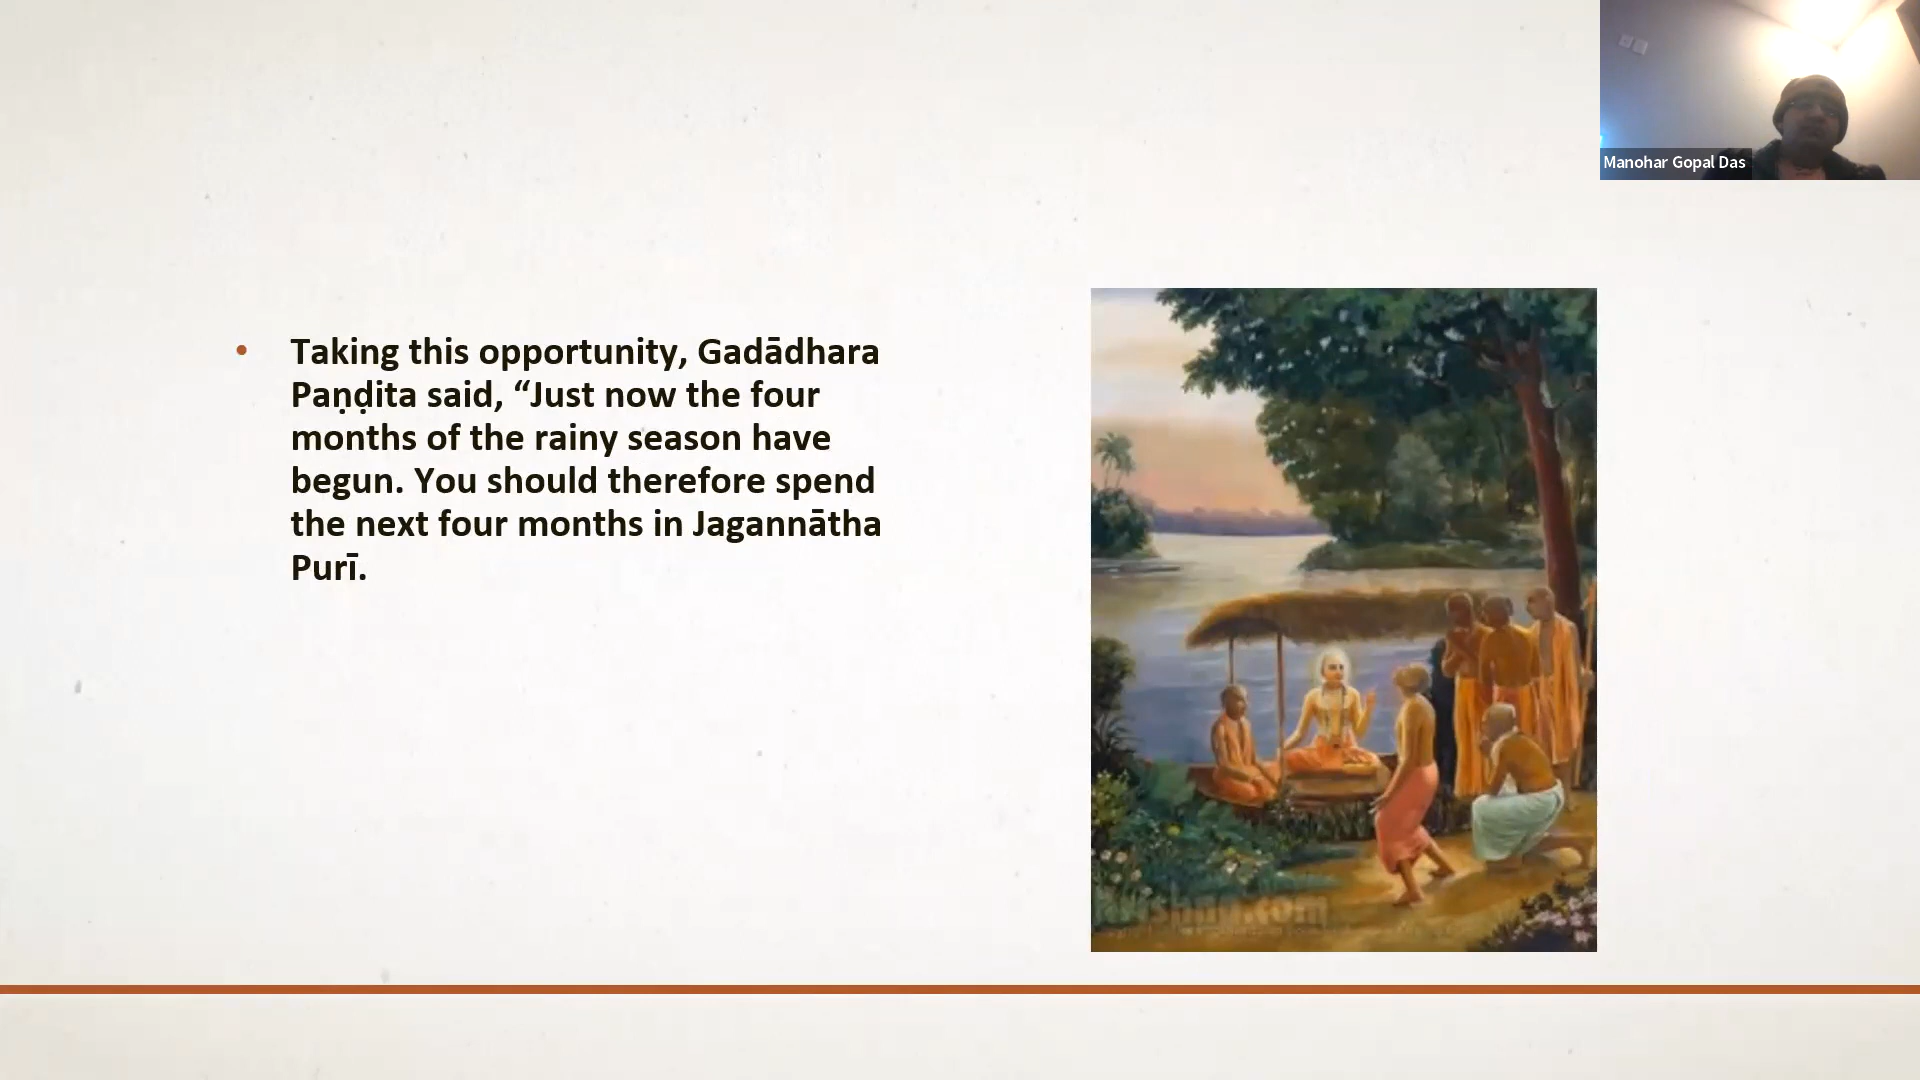 Manohar Gopal Das
• Taking this opportunity, Gadādhara
Paṇḍita said, “Just now the four
months of the rainy season have
begun. You should therefore spend
the next four months in Jagannātha
Purī.